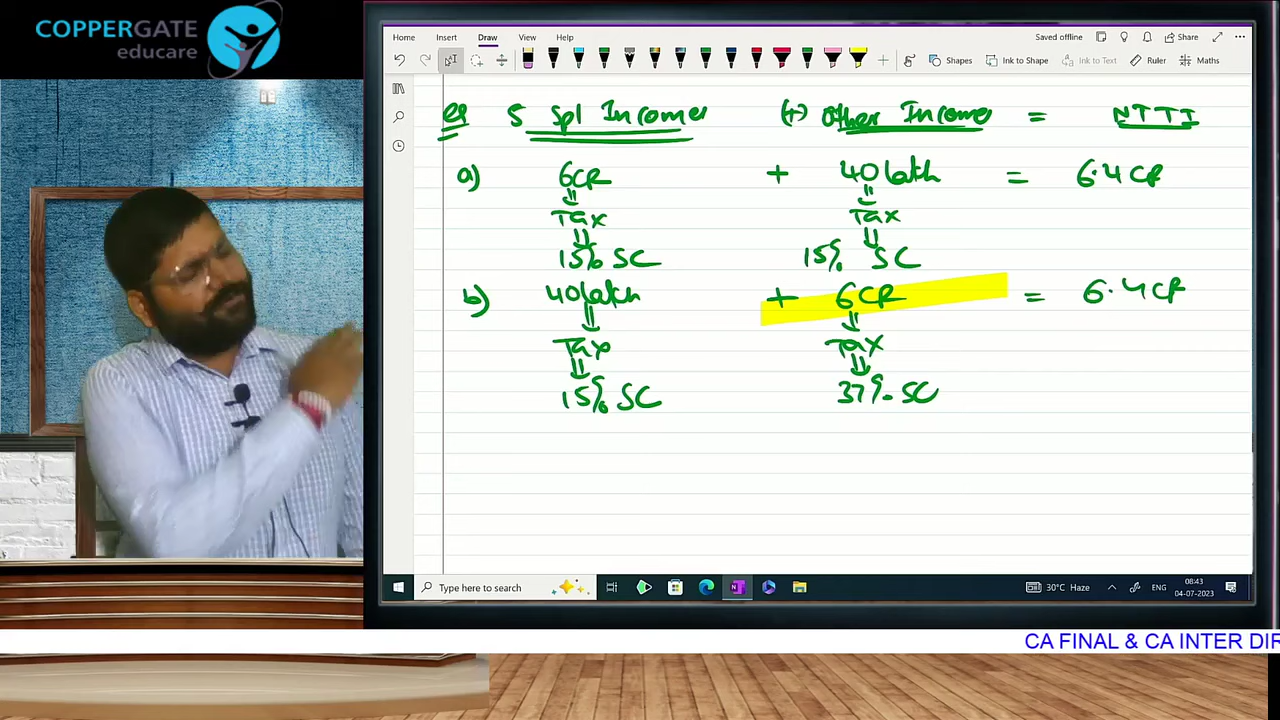 COPPERGATE
educare
Home Insert Draw View Help
Saved offline Share
Shapes Ink to Shape Ink to Text Ruler Maths
eg 5 Spl Incomes (+) Other Incomes = NTTI
a) 6CR + 40 lakh = 6.4 CR
Tax Tax
15% SC 15% SC
b) 40 lakh + 6CR = 6.4 CR
Tax Tax
15% SC 37% SC
Type here to search
30°C Haze ENG 08:43
04-07-2023
CA FINAL & CA INTER DIR